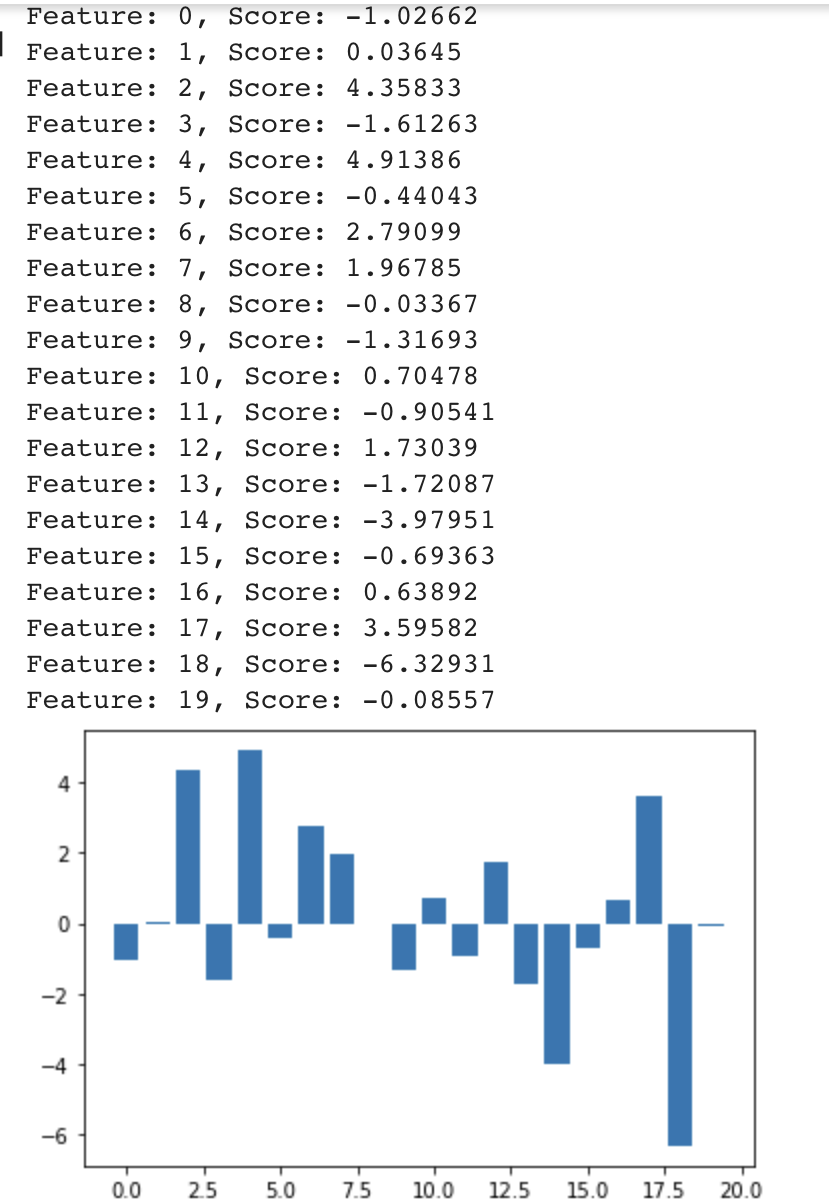 Feature: 0, Score: -1.02662
Feature: 1, Score: 0.03645
Feature: 2, Score: 4.35833
Feature: 3, Score: -1.61263
Feature: 4, Score: 4.91386
Feature: 5, Score: -0.44043
Feature: 6, Score: 2.79099
Feature: 7, Score: 1.96785
Feature: 8, Score: -0.03367
Feature: 9, Score: -1.31693
Feature: 10, Score: 0.70478
Feature: 11, Score: -0.90541
Feature: 12, Score: 1.73039
Feature: 13, Score: -1.72087
Feature: 14, Score: -3.97951
Feature: 15, Score: -0.69363
Feature: 16, Score: 0.63892
Feature: 17, Score: 3.59582
Feature: 18, Score: -6.32931
Feature: 19, Score: -0.08557
4
2
0
−2
−4
−6
0.0 2.5 5.0 7.5 10.0 12.5 15.0 17.5 20.0